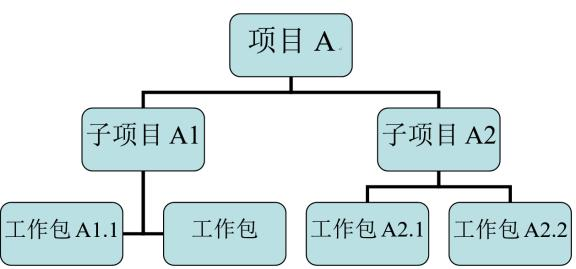 项目 A
子项目 A1
子项目 A2
工作包 A1.1
工作包
工作包 A2.1
工作包 A2.2